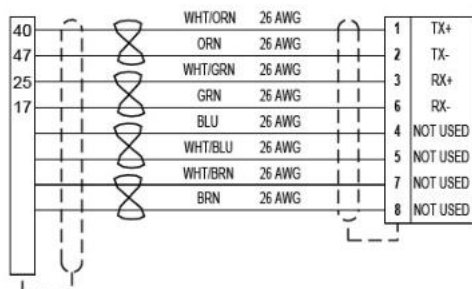 40 WHT/ORN 26 AWG 1 TX+
47 ORN 26 AWG 2 TX-
25 WHT/GRN 26 AWG 3 RX+
17 GRN 26 AWG 6 RX-
BLU 26 AWG 4 NOT USED
WHT/BLU 26 AWG 5 NOT USED
WHT/BRN 26 AWG 7 NOT USED
BRN 26 AWG 8 NOT USED